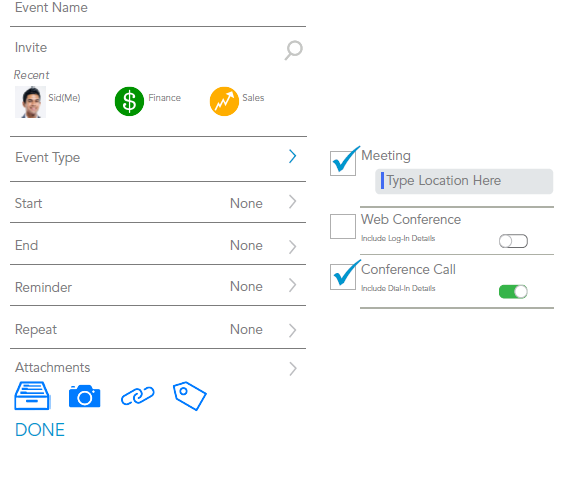 Event Name
Invite
Recent
Sid(Me)
Finance
Sales
Event Type
Start None
End None
Reminder None
Repeat None
Attachments
DONE
Meeting
Type Location Here
Web Conference
Include Log-In Details
Conference Call
Include Dial-In Details